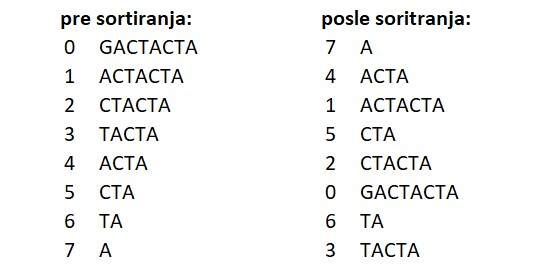 pre sortiranja:
0 GACTACTA
1 ACTACTA
2 CTACTA
3 TACTA
4 ACTA
5 CTA
6 TA
7 A
posle soritranja:
7 A
4 ACTA
1 ACTACTA
5 CTA
2 CTACTA
0 GACTACTA
6 TA
3 TACTA